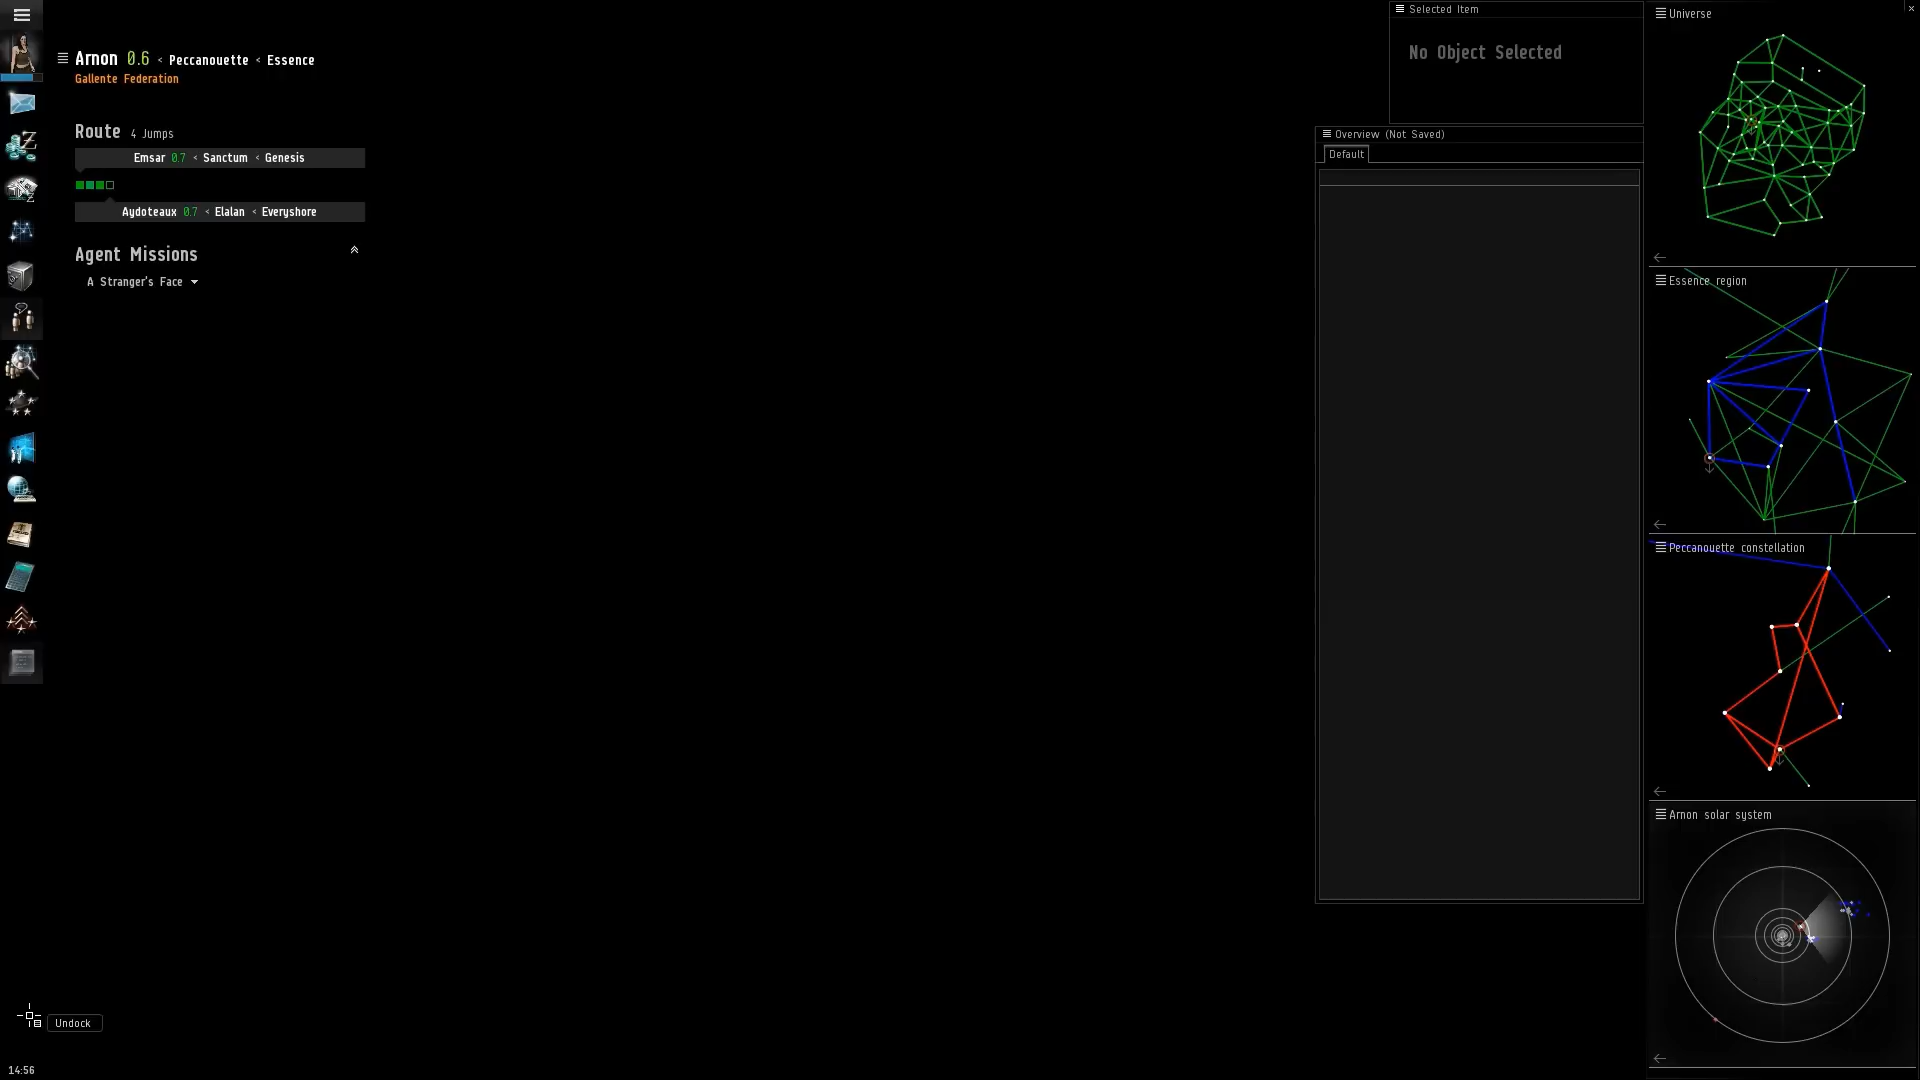 Arnon 0.6 < Peccanouette < Essence
Gallente Federation
Route 4 Jumps
Emsar 0.7 < Sanctum < Genesis
Aydoteaux 0.7 < Elalan < Everyshore
Agent Missions
A Stranger's Face
Undock
14:56
Selected Item
No Object Selected
Overview (Not Saved)
Default
Universe
Essence region
Peccanouette constellation
Arnon solar system